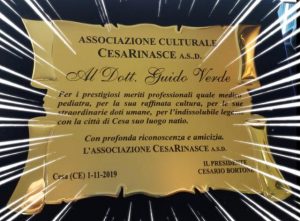 ASSOCIAZIONE CULTURALE
CESARINASCE A.S.D.
Al Dott. Guido Verde
Per i prestigiosi meriti professionali quale medico
pediatra, per la sua raffinata cultura, per le sue
straordinarie doti umane, per l'indissolubile legame
con la città di Cesa suo luogo natio.
Con profonda riconoscenza e amicizia.
L'ASSOCIAZIONE CESARINASCE A.S.D.
Cesa (CE) 1-11-2019
IL PRESIDENTE
CESARIO BORTONE